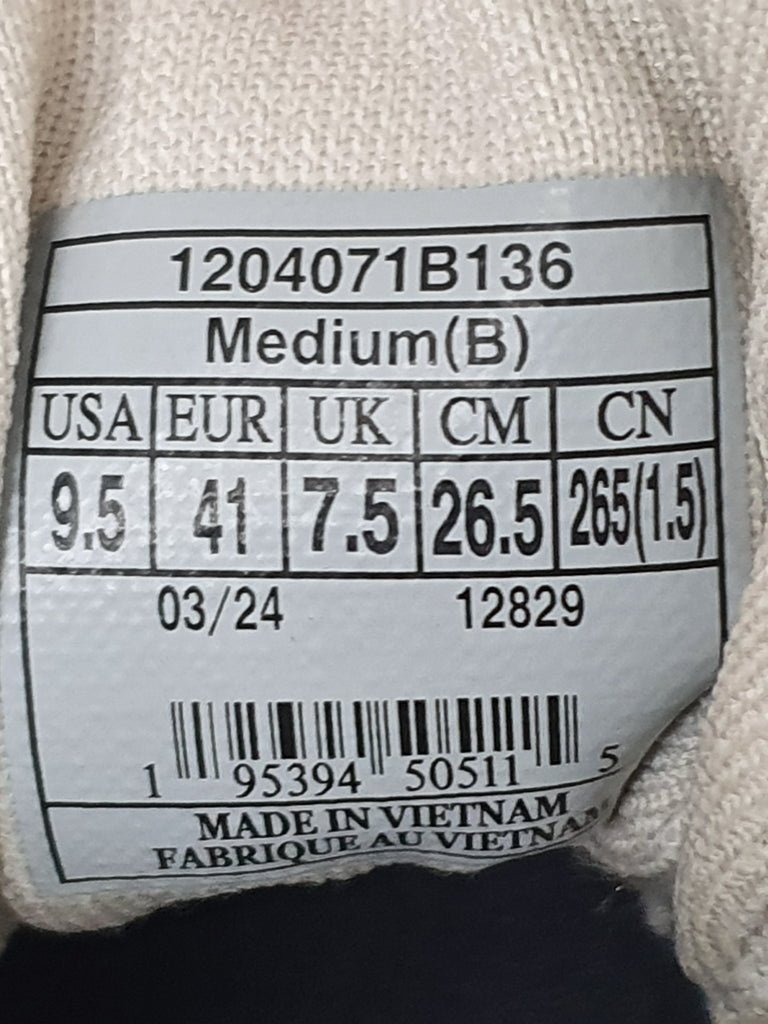 1204071B136
Medium(B)
USA EUR UK CM CN
9.5 41 7.5 26.5 265(1.5)
03/24 12829
1 95394 50511 5
MADE IN VIETNAM
FABRIQUE AU VIETNAM